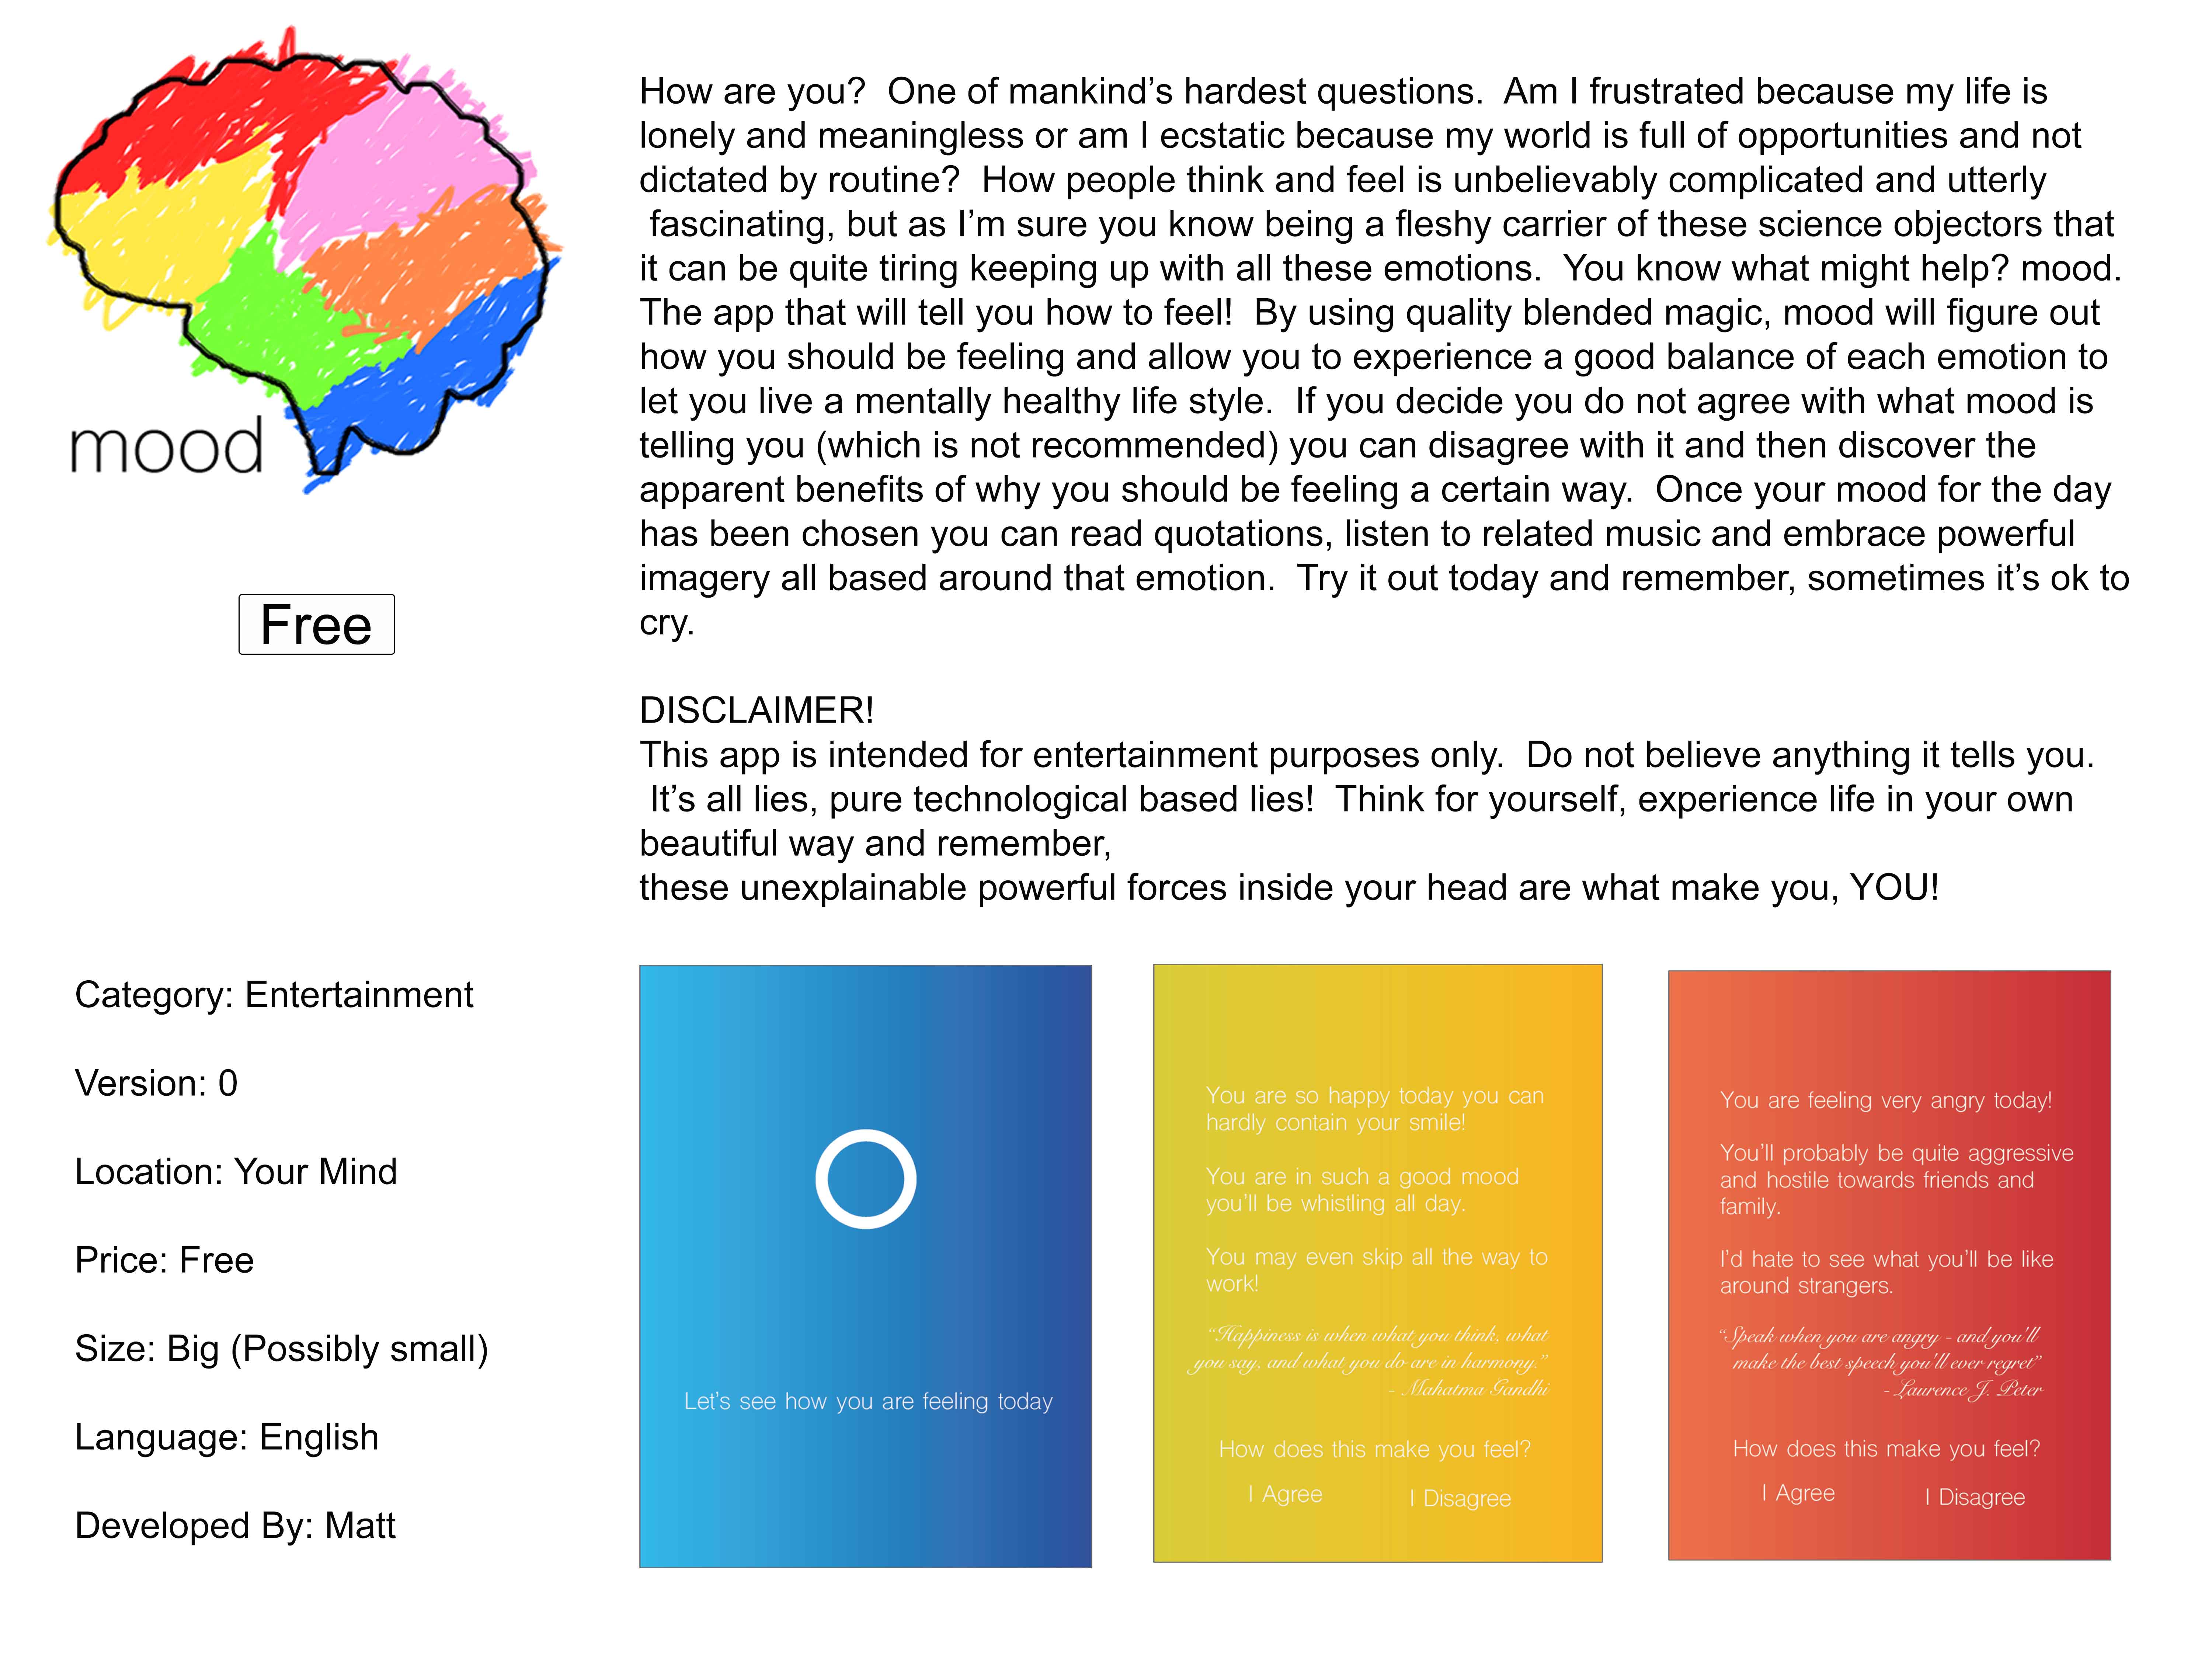 mood
Free
How are you?  One of mankind’s hardest questions.  Am I frustrated because my life is
lonely and meaningless or am I ecstatic because my world is full of opportunities and not
dictated by routine?  How people think and feel is unbelievably complicated and utterly
fascinating, but as I’m sure you know being a fleshy carrier of these science objectors that
it can be quite tiring keeping up with all these emotions.  You know what might help? mood.
The app that will tell you how to feel!  By using quality blended magic, mood will figure out
how you should be feeling and allow you to experience a good balance of each emotion to
let you live a mentally healthy life style.  If you decide you do not agree with what mood is
telling you (which is not recommended) you can disagree with it and then discover the
apparent benefits of why you should be feeling a certain way.  Once your mood for the day
has been chosen you can read quotations, listen to related music and embrace powerful
imagery all based around that emotion.  Try it out today and remember, sometimes it’s ok to
cry.
DISCLAIMER!
This app is intended for entertainment purposes only.  Do not believe anything it tells you.
It’s all lies, pure technological based lies!  Think for yourself, experience life in your own
beautiful way and remember,
these unexplainable powerful forces inside your head are what make you, YOU!
Category: Entertainment
Version: 0
Location: Your Mind
Price: Free
Size: Big (Possibly small)
Language: English
Developed By: Matt
Let’s see how you are feeling today
You are so happy today you can
hardly contain your smile!
You are in such a good mood
you’ll be whistling all day.
You may even skip all the way to
work!
“Happiness is when what you think, what
you say, and what you do are in harmony.”
- Mahatma Gandhi
How does this make you feel?
I Agree
I Disagree
You are feeling very angry today!
You’ll probably be quite aggressive
and hostile towards friends and
family.
I’d hate to see what you’ll be like
around strangers.
“Speak when you are angry - and you’ll
make the best speech you’ll ever regret”
- Laurence J. Peter
How does this make you feel?
I Agree
I Disagree